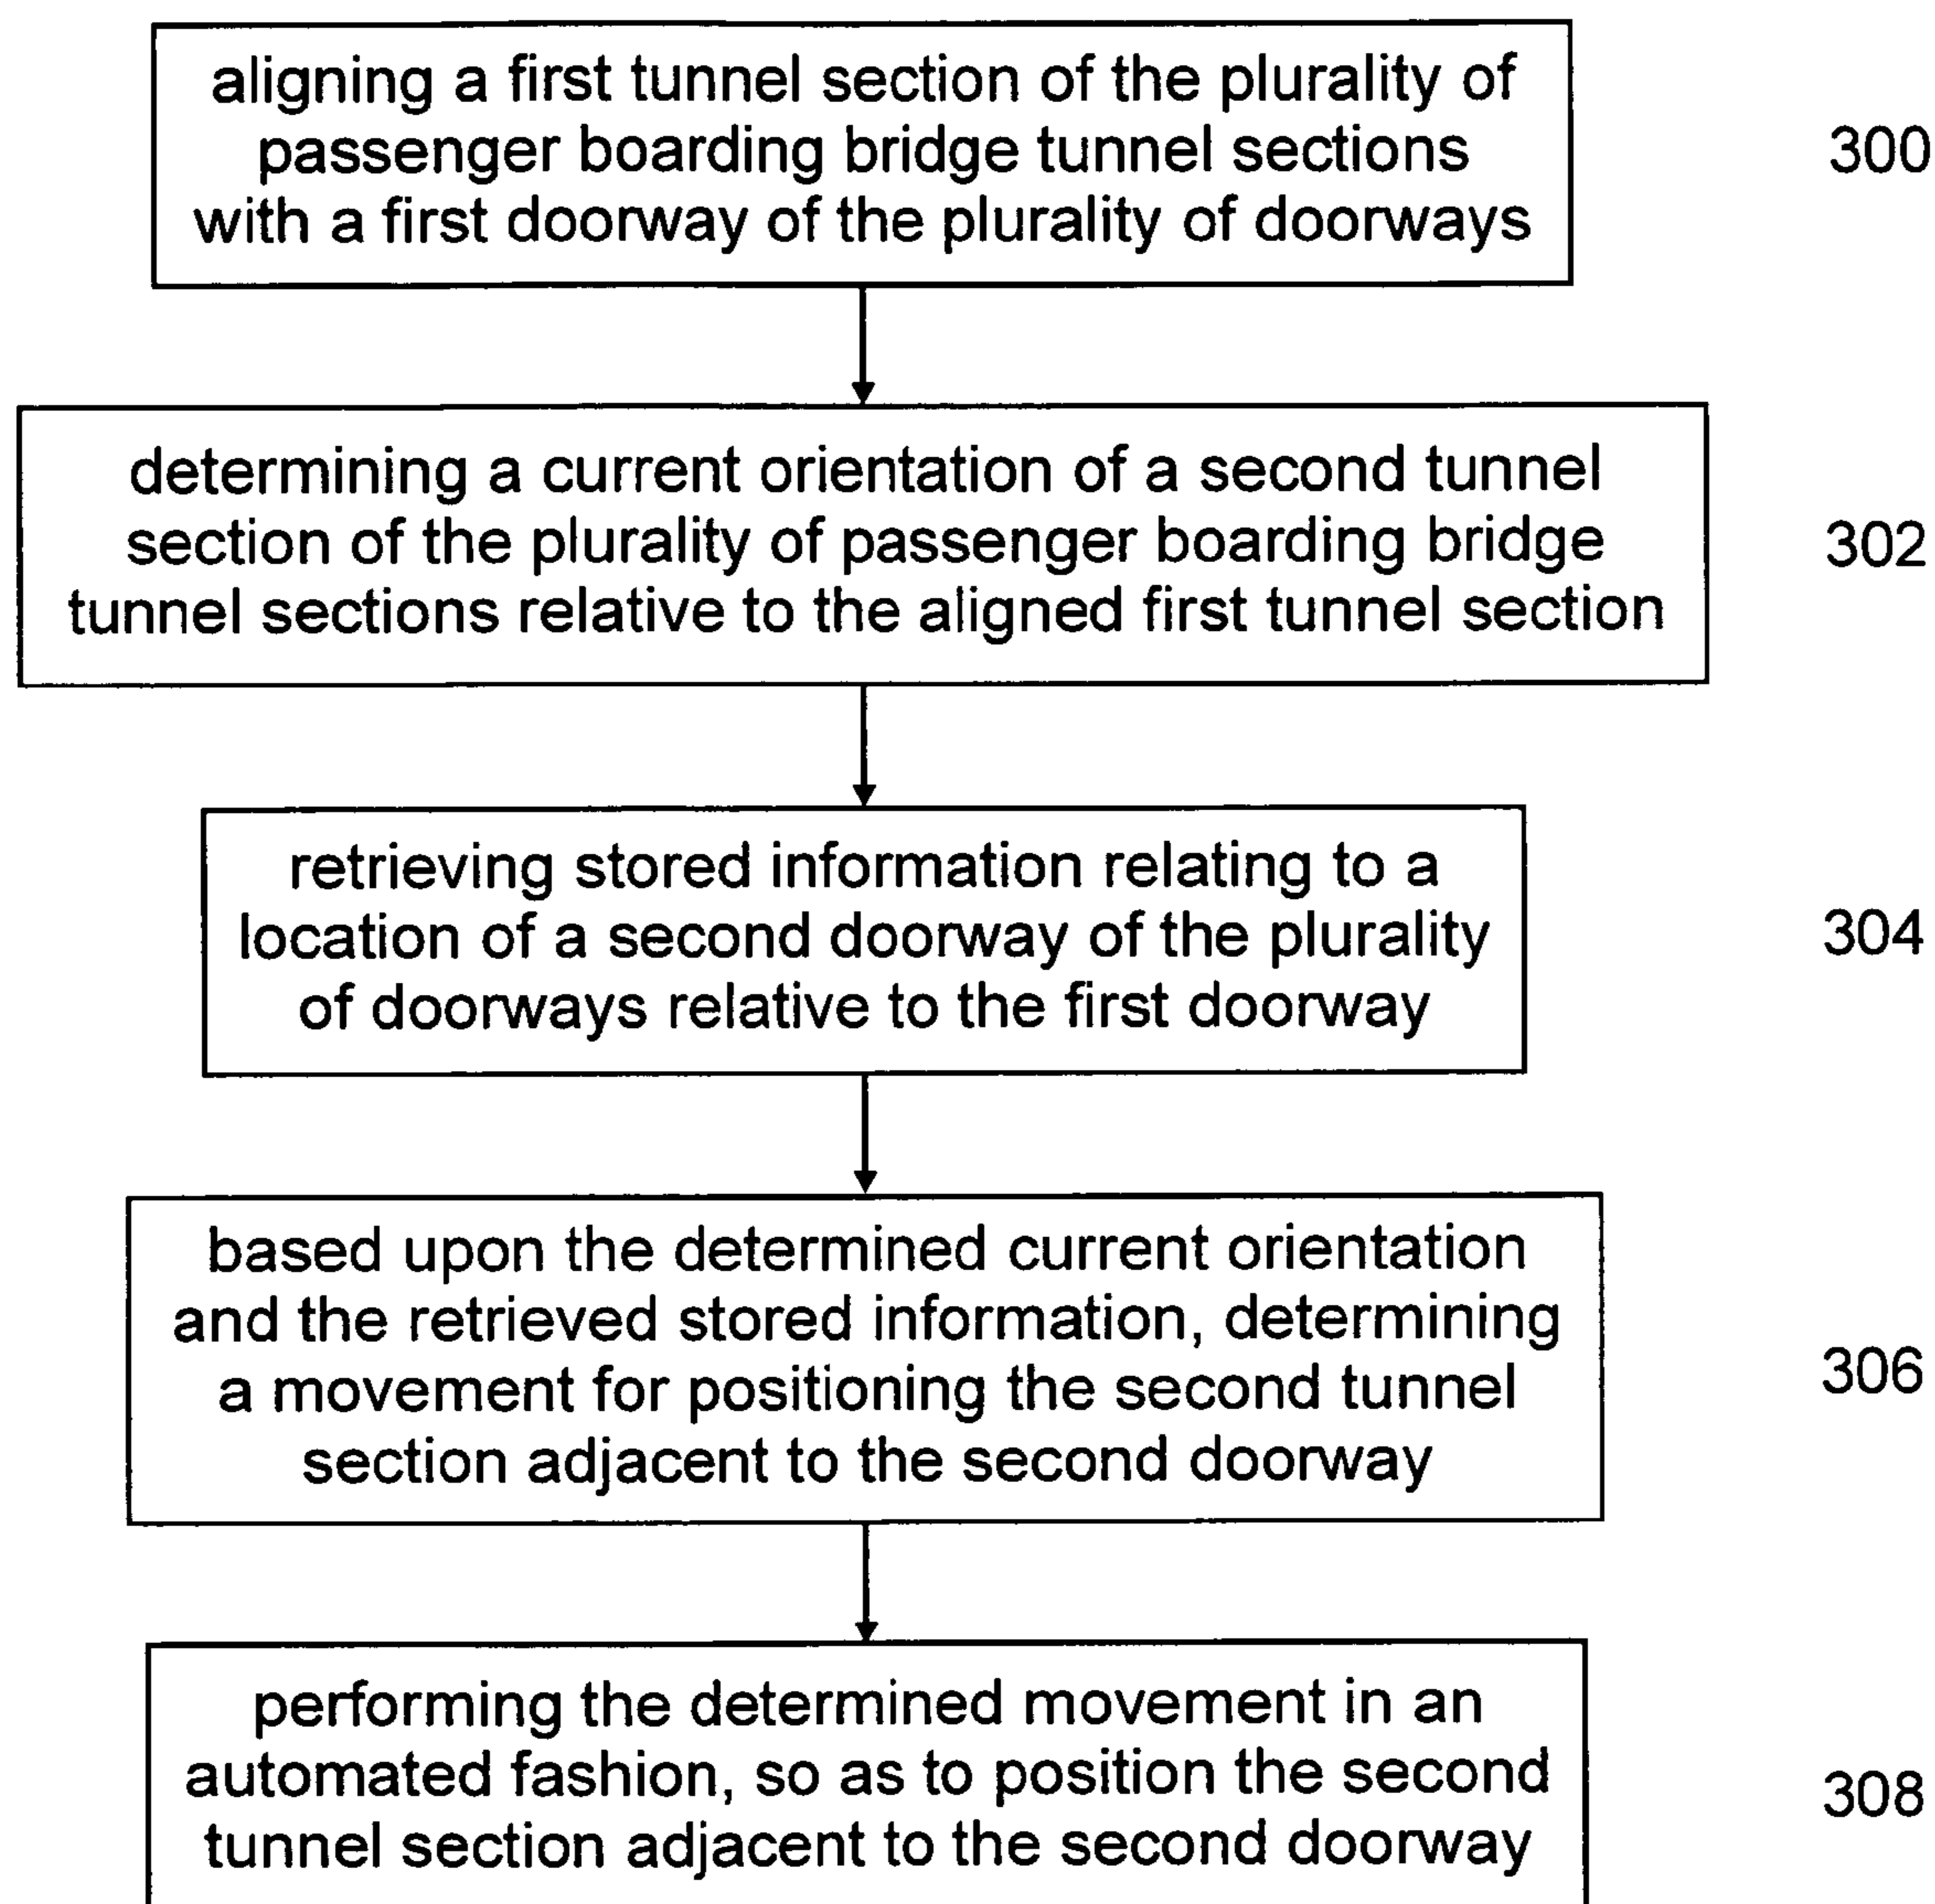 aligning a first tunnel section of the plurality of
passenger boarding bridge tunnel sections
with a first doorway of the plurality of doorways
300
determining a current orientation of a second tunnel
section of the plurality of passenger boarding bridge
tunnel sections relative to the aligned first tunnel section
302
retrieving stored information relating to a
location of a second doorway of the plurality
of doorways relative to the first doorway
304
based upon the determined current orientation
and the retrieved stored information, determining
a movement for positioning the second tunnel
section adjacent to the second doorway
306
performing the determined movement in an
automated fashion, so as to position the second
tunnel section adjacent to the second doorway
308